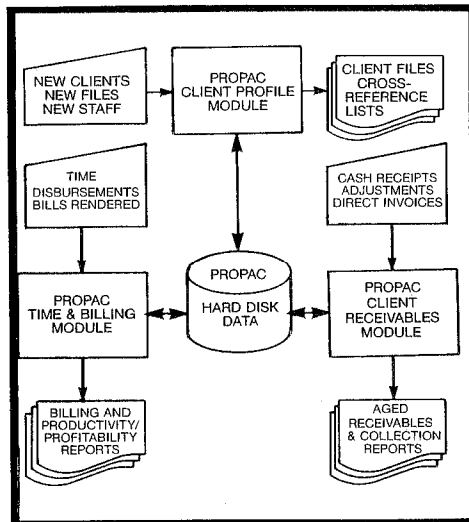 NEW CLIENTS
NEW FILES
NEW STAFF
PROPAC
CLIENT PROFILE
MODULE
CLIENT FILES
CROSS-
REFERENCE
LISTS
TIME
DISBURSEMENTS
BILLS RENDERED
CASH RECEIPTS
ADJUSTMENTS
DIRECT INVOICES
PROPAC
TIME & BILLING
MODULE
PROPAC
HARD DISK
DATA
PROPAC
CLIENT
RECEIVABLES
MODULE
BILLING AND
PRODUCTIVITY/
PROFITABILITY
REPORTS
AGED
RECEIVABLES
& COLLECTION
REPORTS